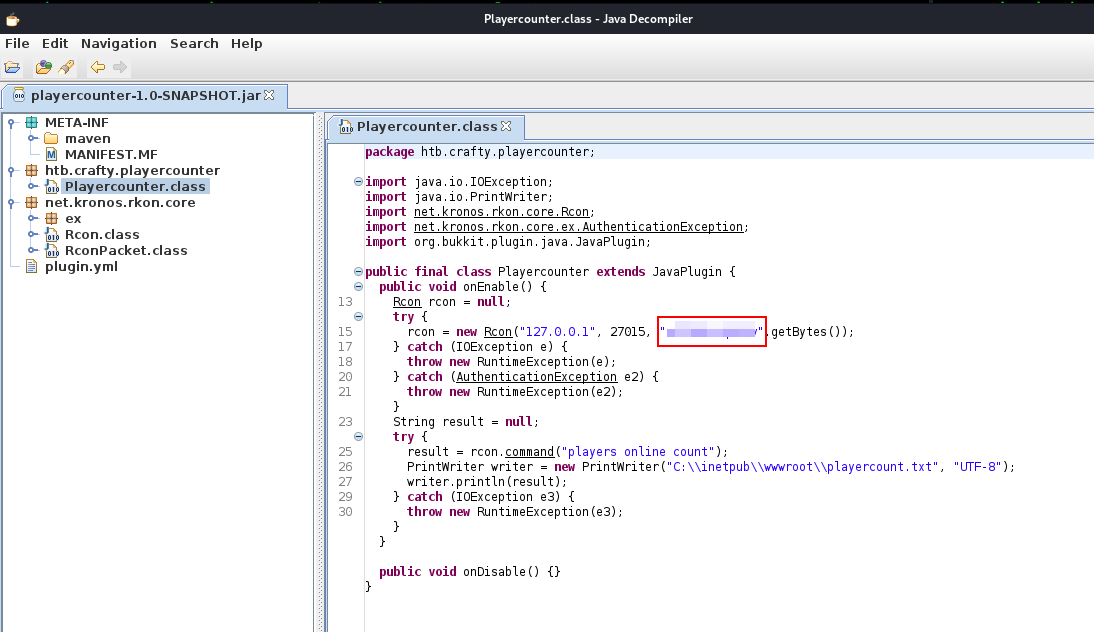 Playercounter.class - Java Decompiler
File Edit Navigation Search Help
playercounter-1.0-SNAPSHOT.jar
META-INF
maven
MANIFEST.MF
htb.crafty.playercounter
Playercounter.class
net.kronos.rkon.core
ex
Rcon.class
RconPacket.class
plugin.yml
Playercounter.class
package htb.crafty.playercounter;
import java.io.IOException;
import java.io.PrintWriter;
import net.kronos.rkon.core.Rcon;
import net.kronos.rkon.core.ex.AuthenticationException;
import org.bukkit.plugin.java.JavaPlugin;
public final class Playercounter extends JavaPlugin {
public void onEnable() {
13 Rcon rcon = null;
try {
15 rcon = new Rcon("127.0.0.1", 27015, "".getBytes());
17 } catch (IOException e) {
18 throw new RuntimeException(e);
20 } catch (AuthenticationException e2) {
21 throw new RuntimeException(e2);
}
23 String result = null;
try {
25 result = rcon.command("players online count");
26 PrintWriter writer = new PrintWriter("C:\\inetpub\\wwwroot\\playercount.txt", "UTF-8");
27 writer.println(result);
29 } catch (IOException e3) {
30 throw new RuntimeException(e3);
}
}
public void onDisable() {}
}